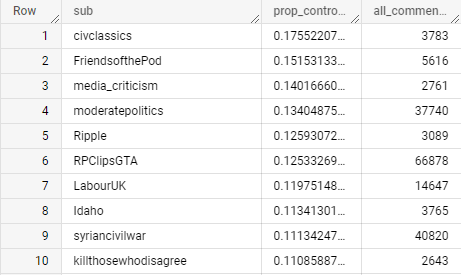 Row sub prop_contro... all_commen...
1 civclassics 0.17552207... 3783
2 FriendsofthePod 0.15153133... 5616
3 media_criticism 0.14016660... 2761
4 moderatepolitics 0.13404875... 37740
5 Ripple 0.12593072... 3089
6 RPClipsGTA 0.12533269... 66878
7 LabourUK 0.11975148... 14647
8 Idaho 0.11341301... 3765
9 syriancivilwar 0.11134247... 40820
10 killthosewhodisagree 0.11085887... 2643